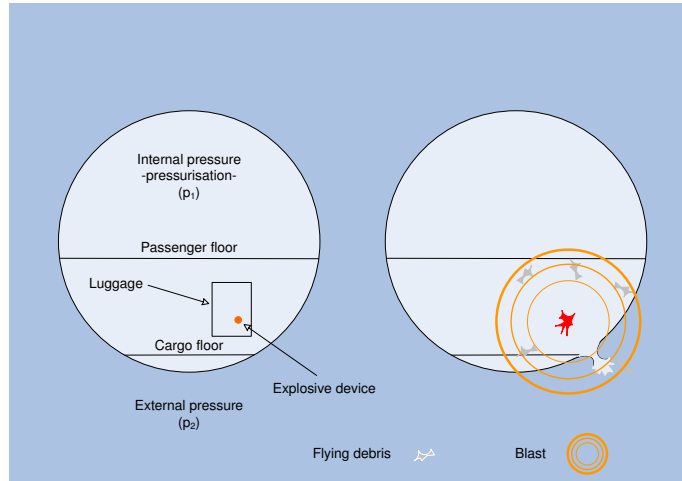 Internal pressure
-pressurisation-
(p₁)
Passenger floor
Luggage
Cargo floor
Explosive device
External pressure
(p₂)
Flying debris
Blast